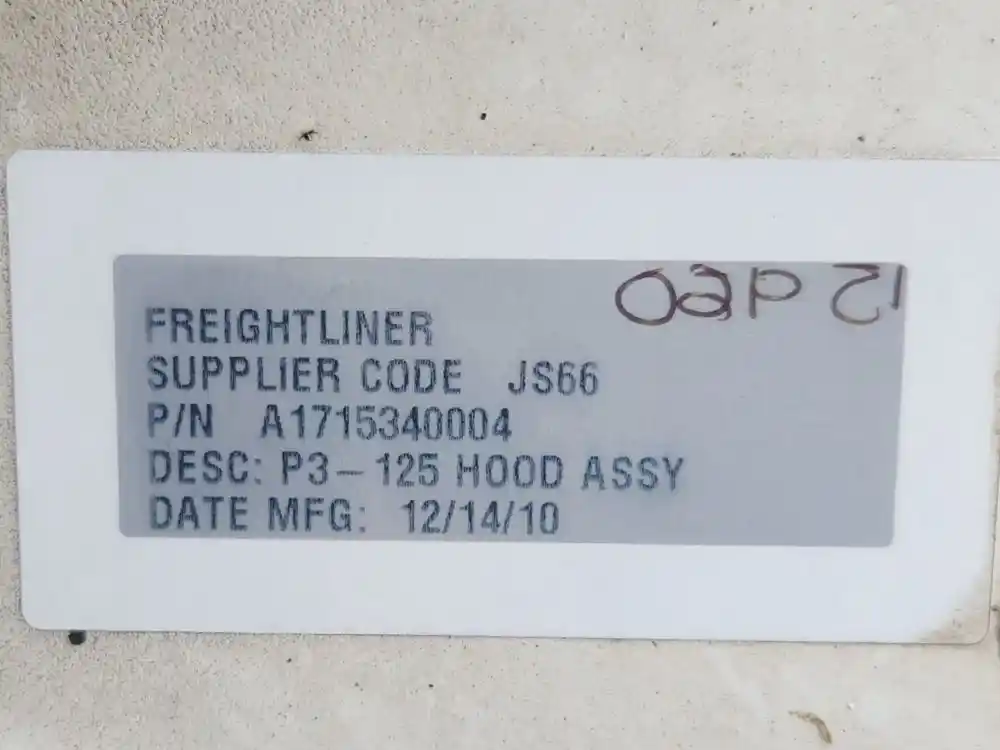 FREIGHTLINER
SUPPLIER CODE JS66
P/N A1715340004
DESC: P3-125 HOOD ASSY
DATE MFG: 12/14/10